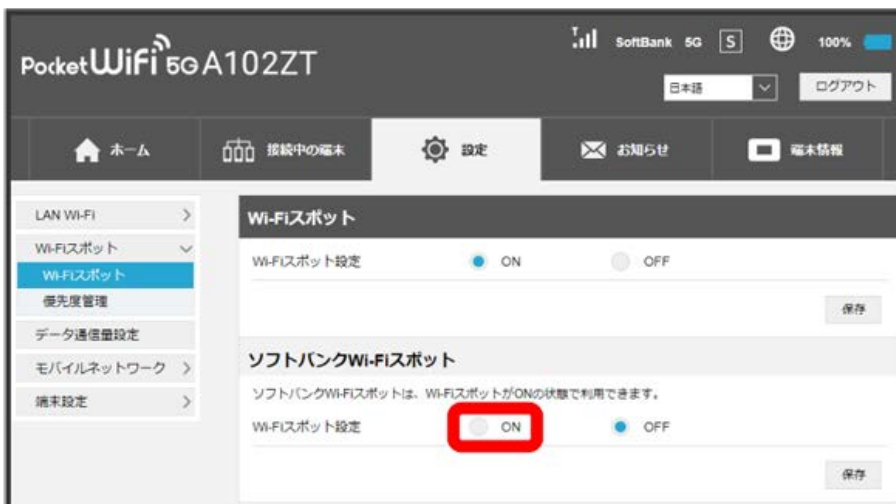 SoftBank 5G S 100%
Pocket WiFi 5G A102ZT
日本語 ログアウト
ホーム 接続中の端末 設定 お知らせ 端末情報
LAN Wi-Fi
Wi-Fiスポット
Wi-Fiスポット
優先度管理
データ通信量設定
モバイルネットワーク
端末設定
Wi-Fiスポット
Wi-Fiスポット設定 ON OFF
保存
ソフトバンクWi-Fiスポット
ソフトバンクWi-Fiスポットは、Wi-FiスポットがONの状態で利用できます。
Wi-Fiスポット設定 ON OFF
保存